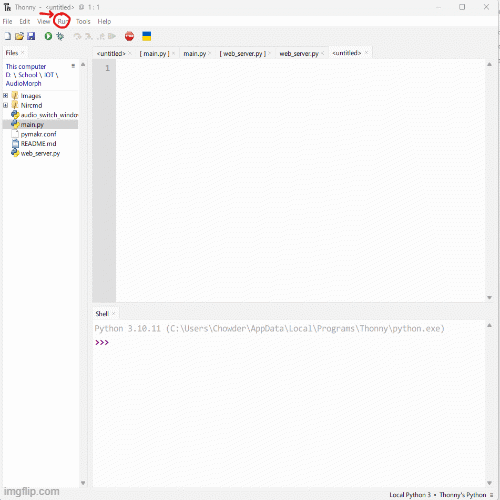 Thonny - <untitled> @ 1 : 1
File Edit View Run Tools Help
Files ×
This computer
D: \ School \ IOT \
AudioMorph
Images
Nircmd
audio_switch_window
main.py
pymakr.conf
README.md
web_server.py
<untitled> × [ main.py ] × main.py × [ web_server.py ] × web_server.py × <untitled> ×
1
Shell ×
Python 3.10.11 (C:\Users\Chowder\AppData\Local\Programs\Thonny\python.exe)
>>>
Local Python 3 • Thonny's Python ≡
imgflip.com